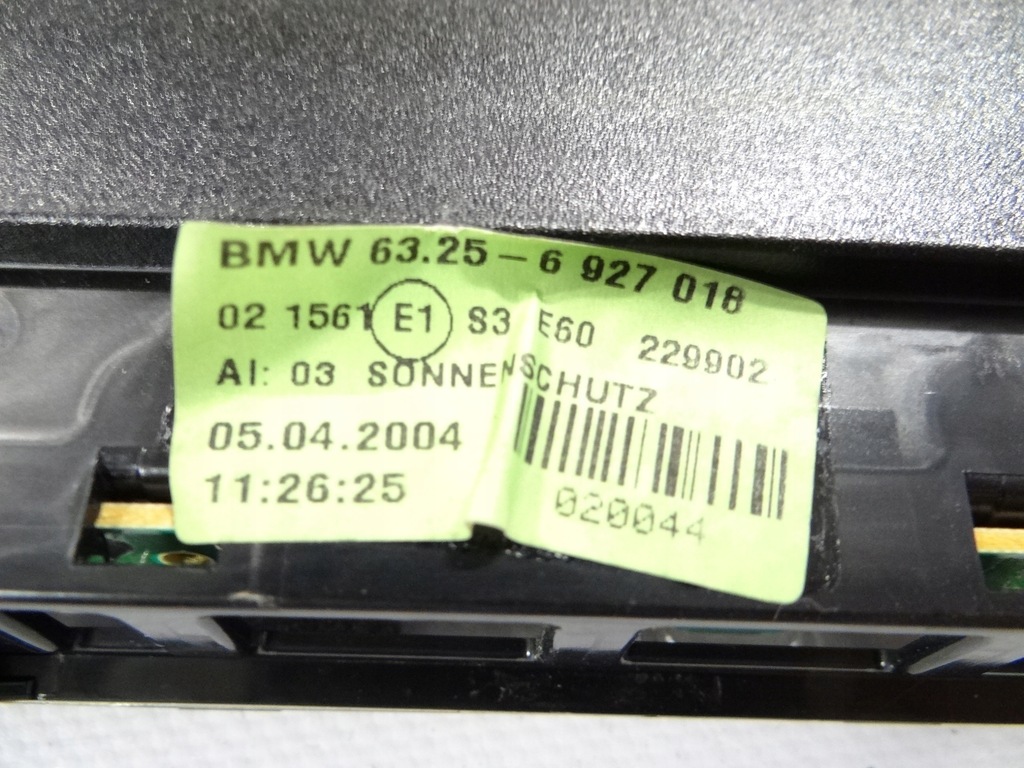 BMW 63.25-6 927 018
02 1561 E1 S3 E60 229902
AI: 03 SONNENSCHUTZ
05.04.2004
11:26:25
020044